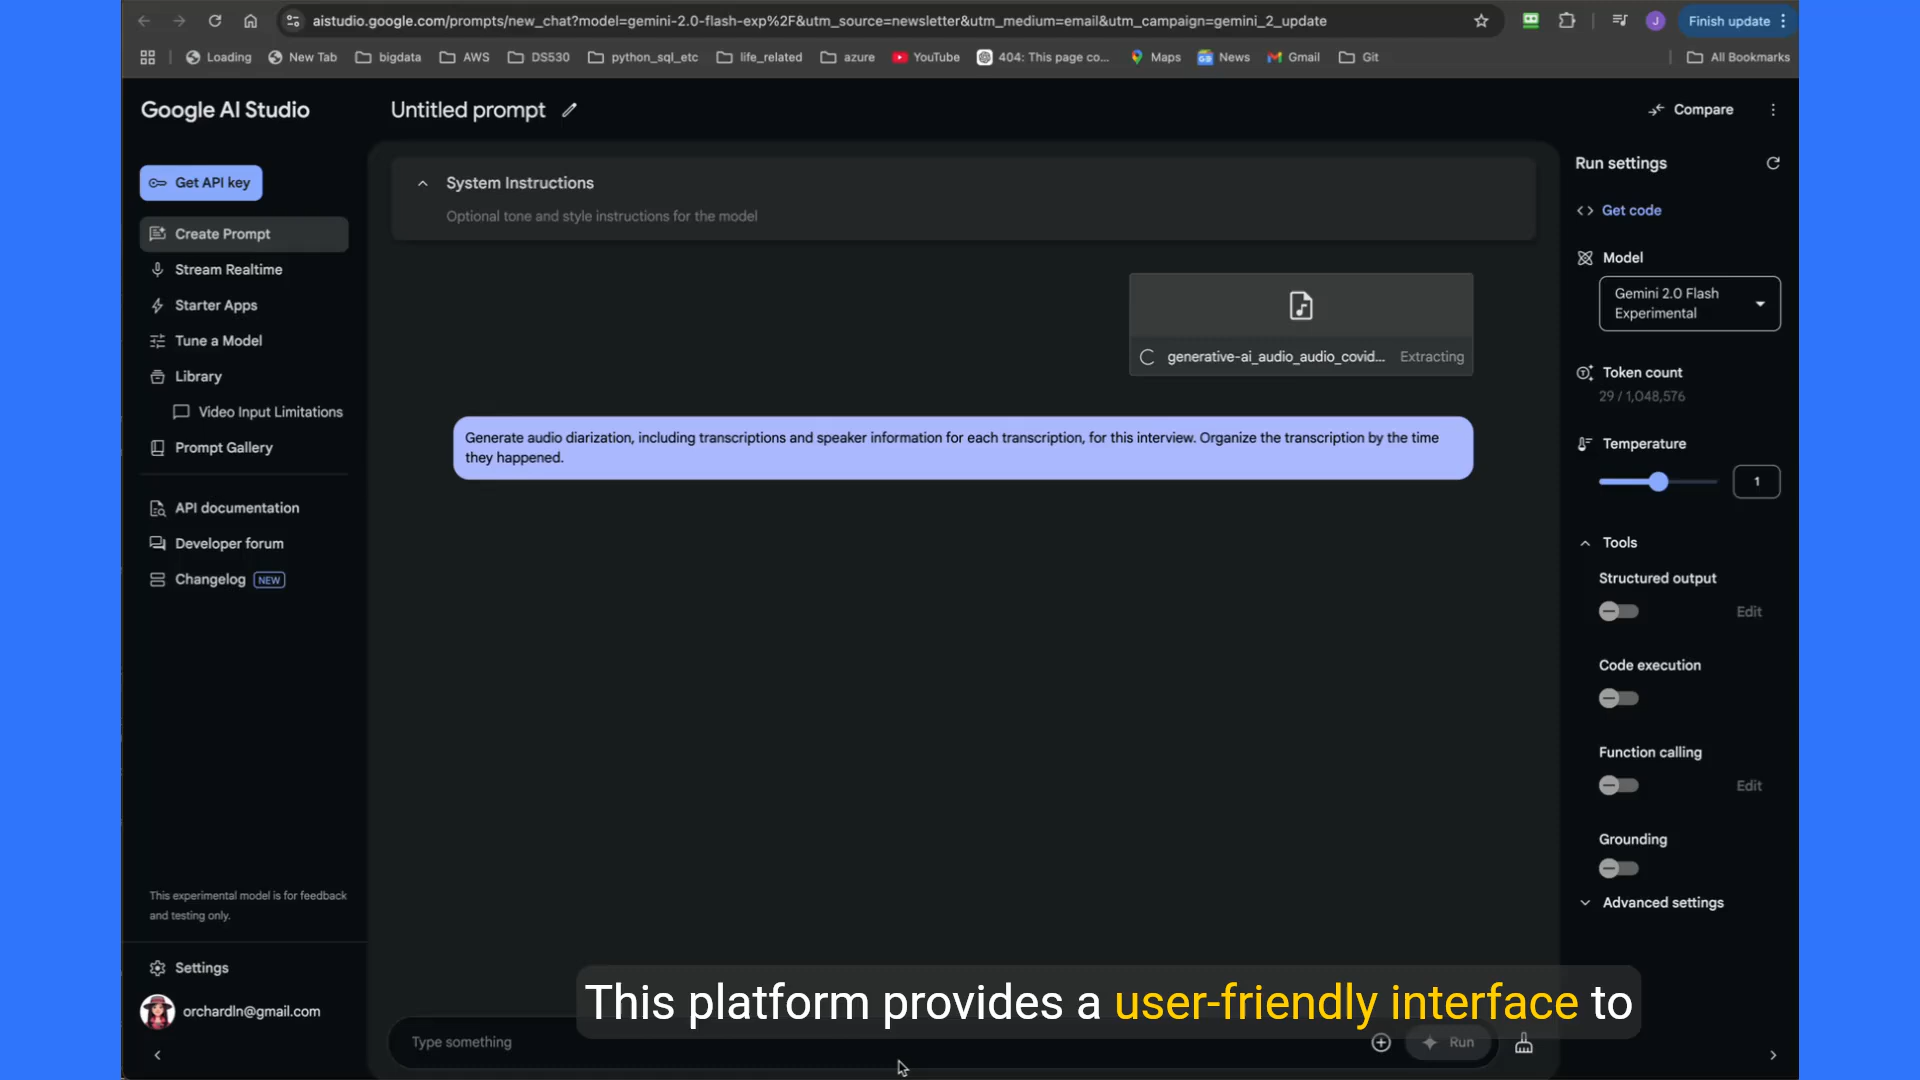 aistudio.google.com/prompts/new_chat?model=gemini-2.0-flash-exp%2F&utm_source=newsletter&utm_medium=email&utm_campaign=gemini_2_update
J
Finish update
Loading
New Tab
bigdata
AWS
DS530
python_sql_etc
life_related
azure
YouTube
404: This page co...
Maps
News
Gmail
Git
All Bookmarks
Google AI Studio
Untitled prompt
Compare
Get API key
Create Prompt
Stream Realtime
Starter Apps
Tune a Model
Library
Video Input Limitations
Prompt Gallery
API documentation
Developer forum
Changelog NEW
This experimental model is for feedback
and testing only.
Settings
orchardln@gmail.com
System Instructions
Optional tone and style instructions for the model
generative-ai_audio_audio_covid... Extracting
Generate audio diarization, including transcriptions and speaker information for each transcription, for this interview. Organize the transcription by the time
they happened.
Type something
Run
Run settings
Get code
Model
Gemini 2.0 Flash
Experimental
Token count
29 / 1,048,576
Temperature
1
Tools
Structured output
Edit
Code execution
Function calling
Edit
Grounding
Advanced settings
This platform provides a user-friendly interface to